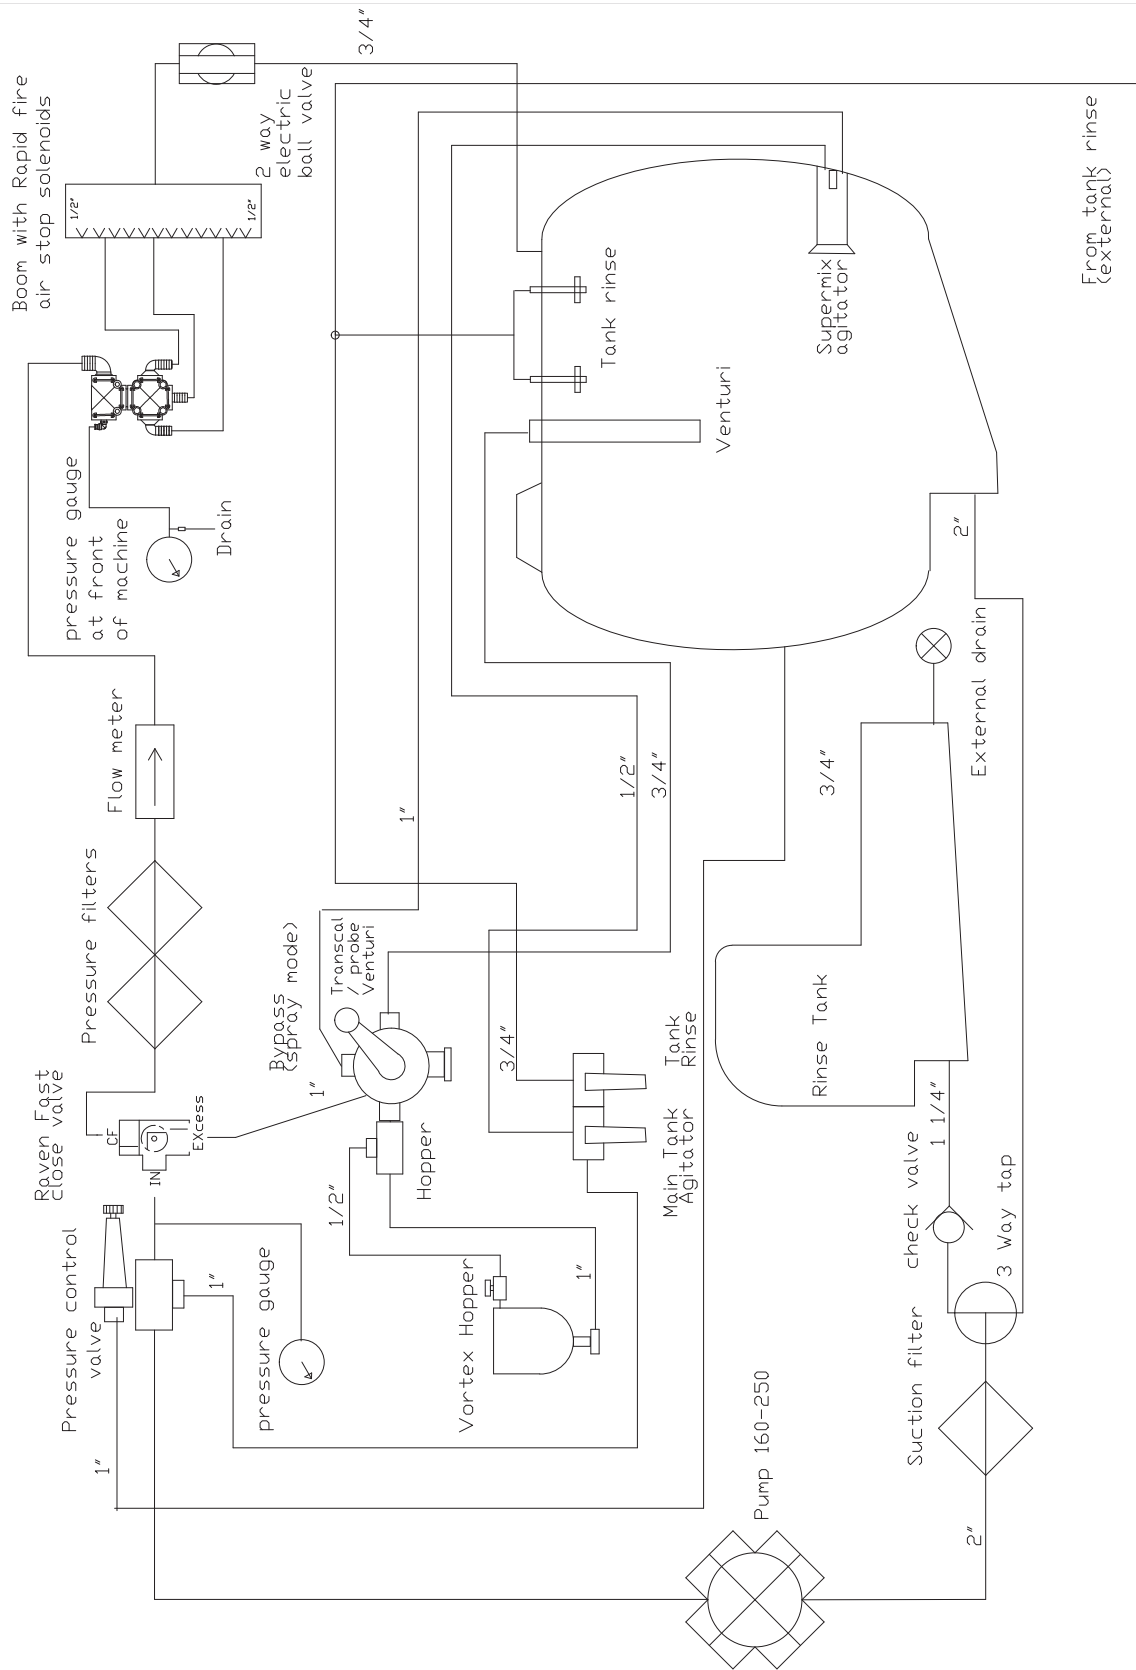 Boom with Rapid fire
air stop solenoids
1/2"
1/2"
2 way
electric
ball valve
3/4"
pressure gauge
at front
of machine
Drain
Flow meter
Pressure filters
Raven Fast
close valve
CF
IN
EXcess
Pressure control
valve
1"
1"
pressure gauge
Bypass
(spray mode)
Transcal
/ probe
Venturi
1"
1/2"
Hopper
Vortex Hopper
1"
1"
3/4"
1/2"
3/4"
Tank
Rinse
Main Tank
Agitator
Tank rinse
Venturi
Supermix
agitator
From tank rinse
(external)
2"
External drain
3/4"
Rinse Tank
1 1/4"
check valve
3 Way tap
Suction filter
Pump 160-250
2"